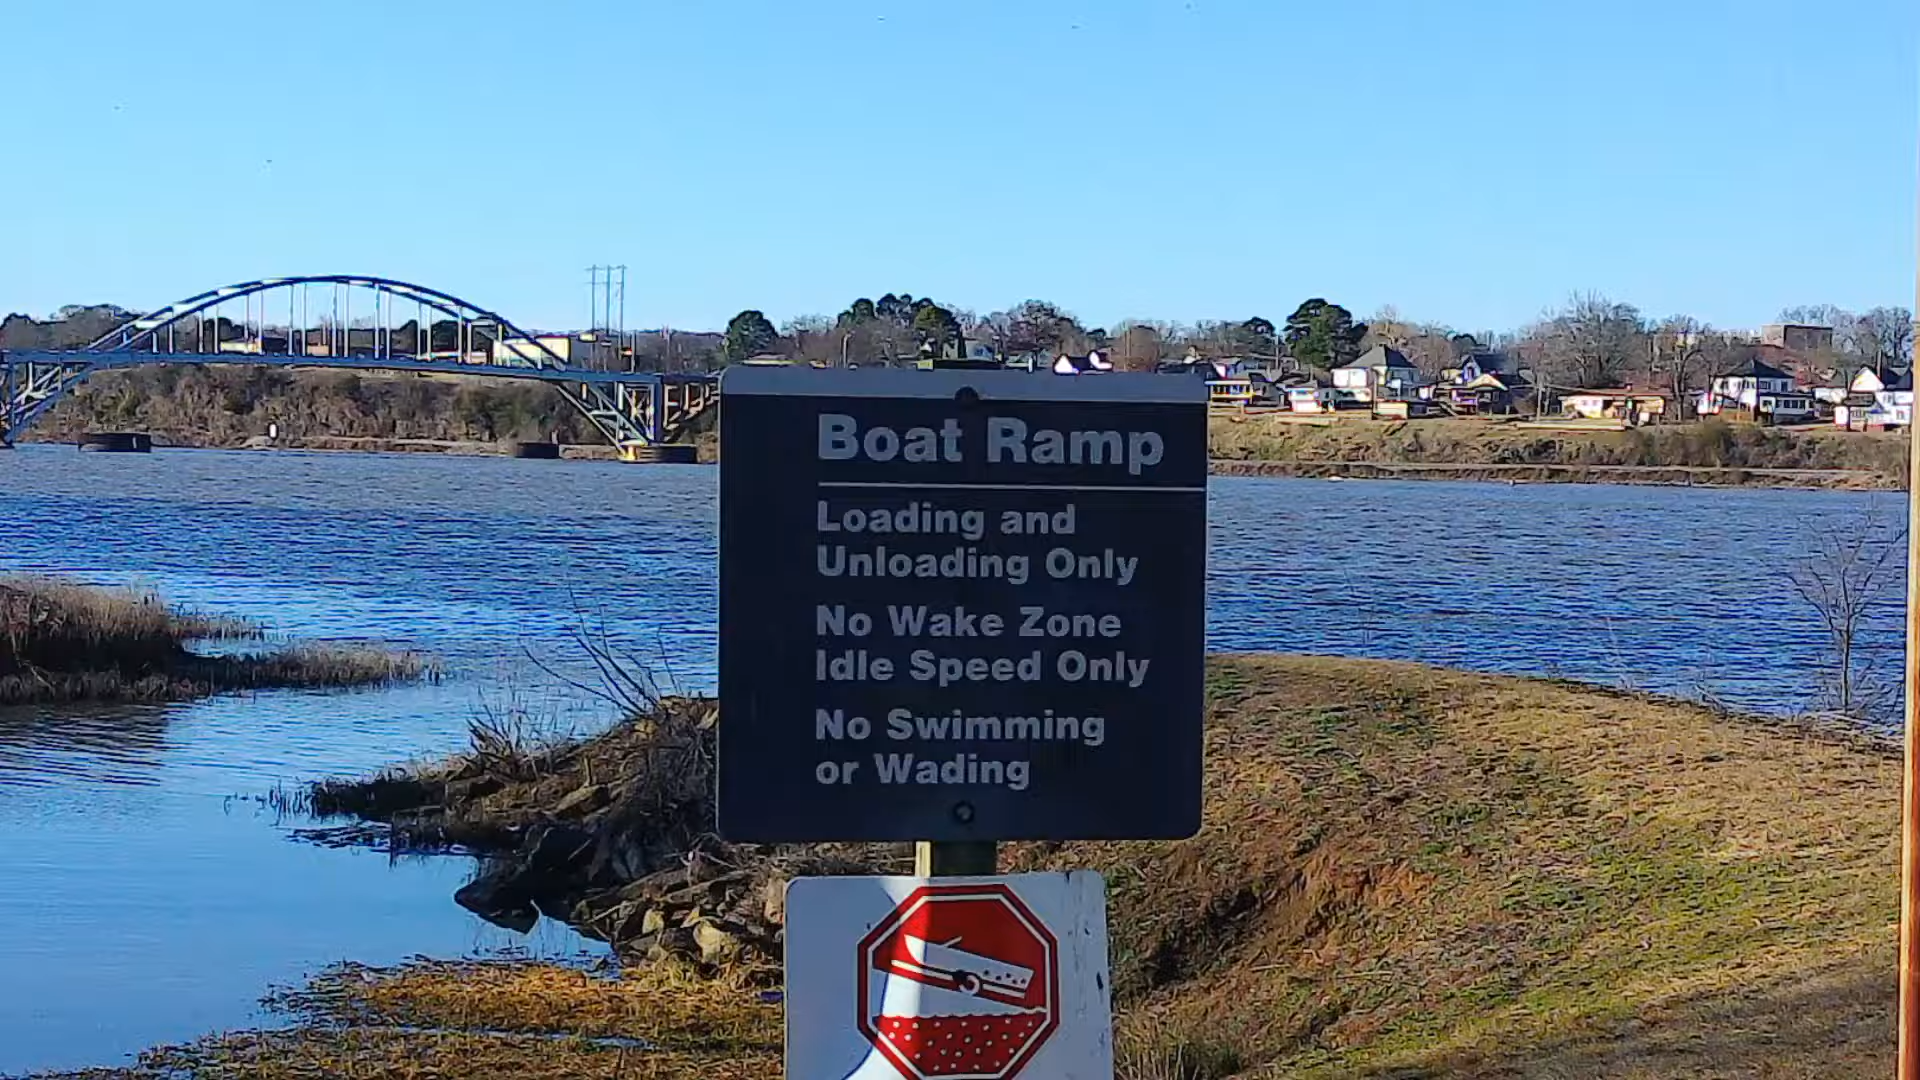 Boat Ramp
Loading and
Unloading Only
No Wake Zone
Idle Speed Only
No Swimming
or Wading